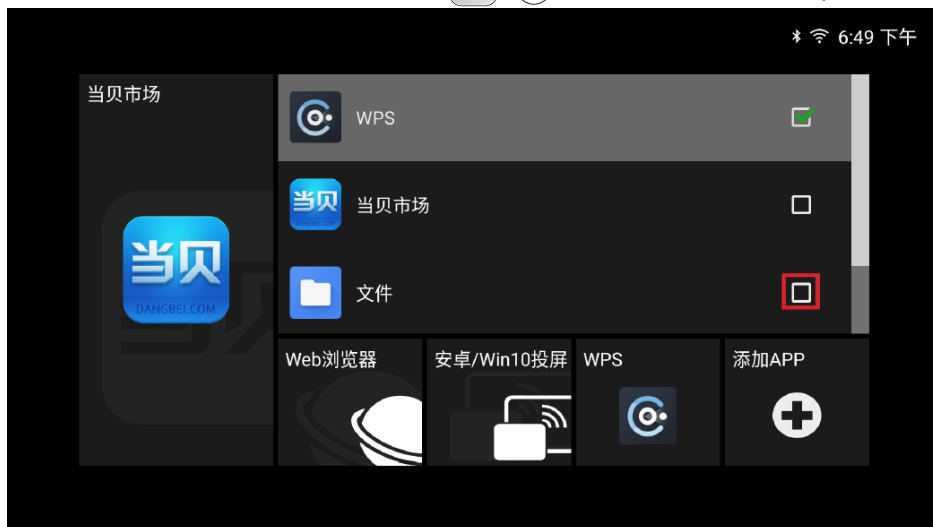 6:49 下午
当贝市场
WPS
当贝市场
文件
当贝
DANGBEI.COM
Web浏览器
安卓/Win10投屏
WPS
添加APP